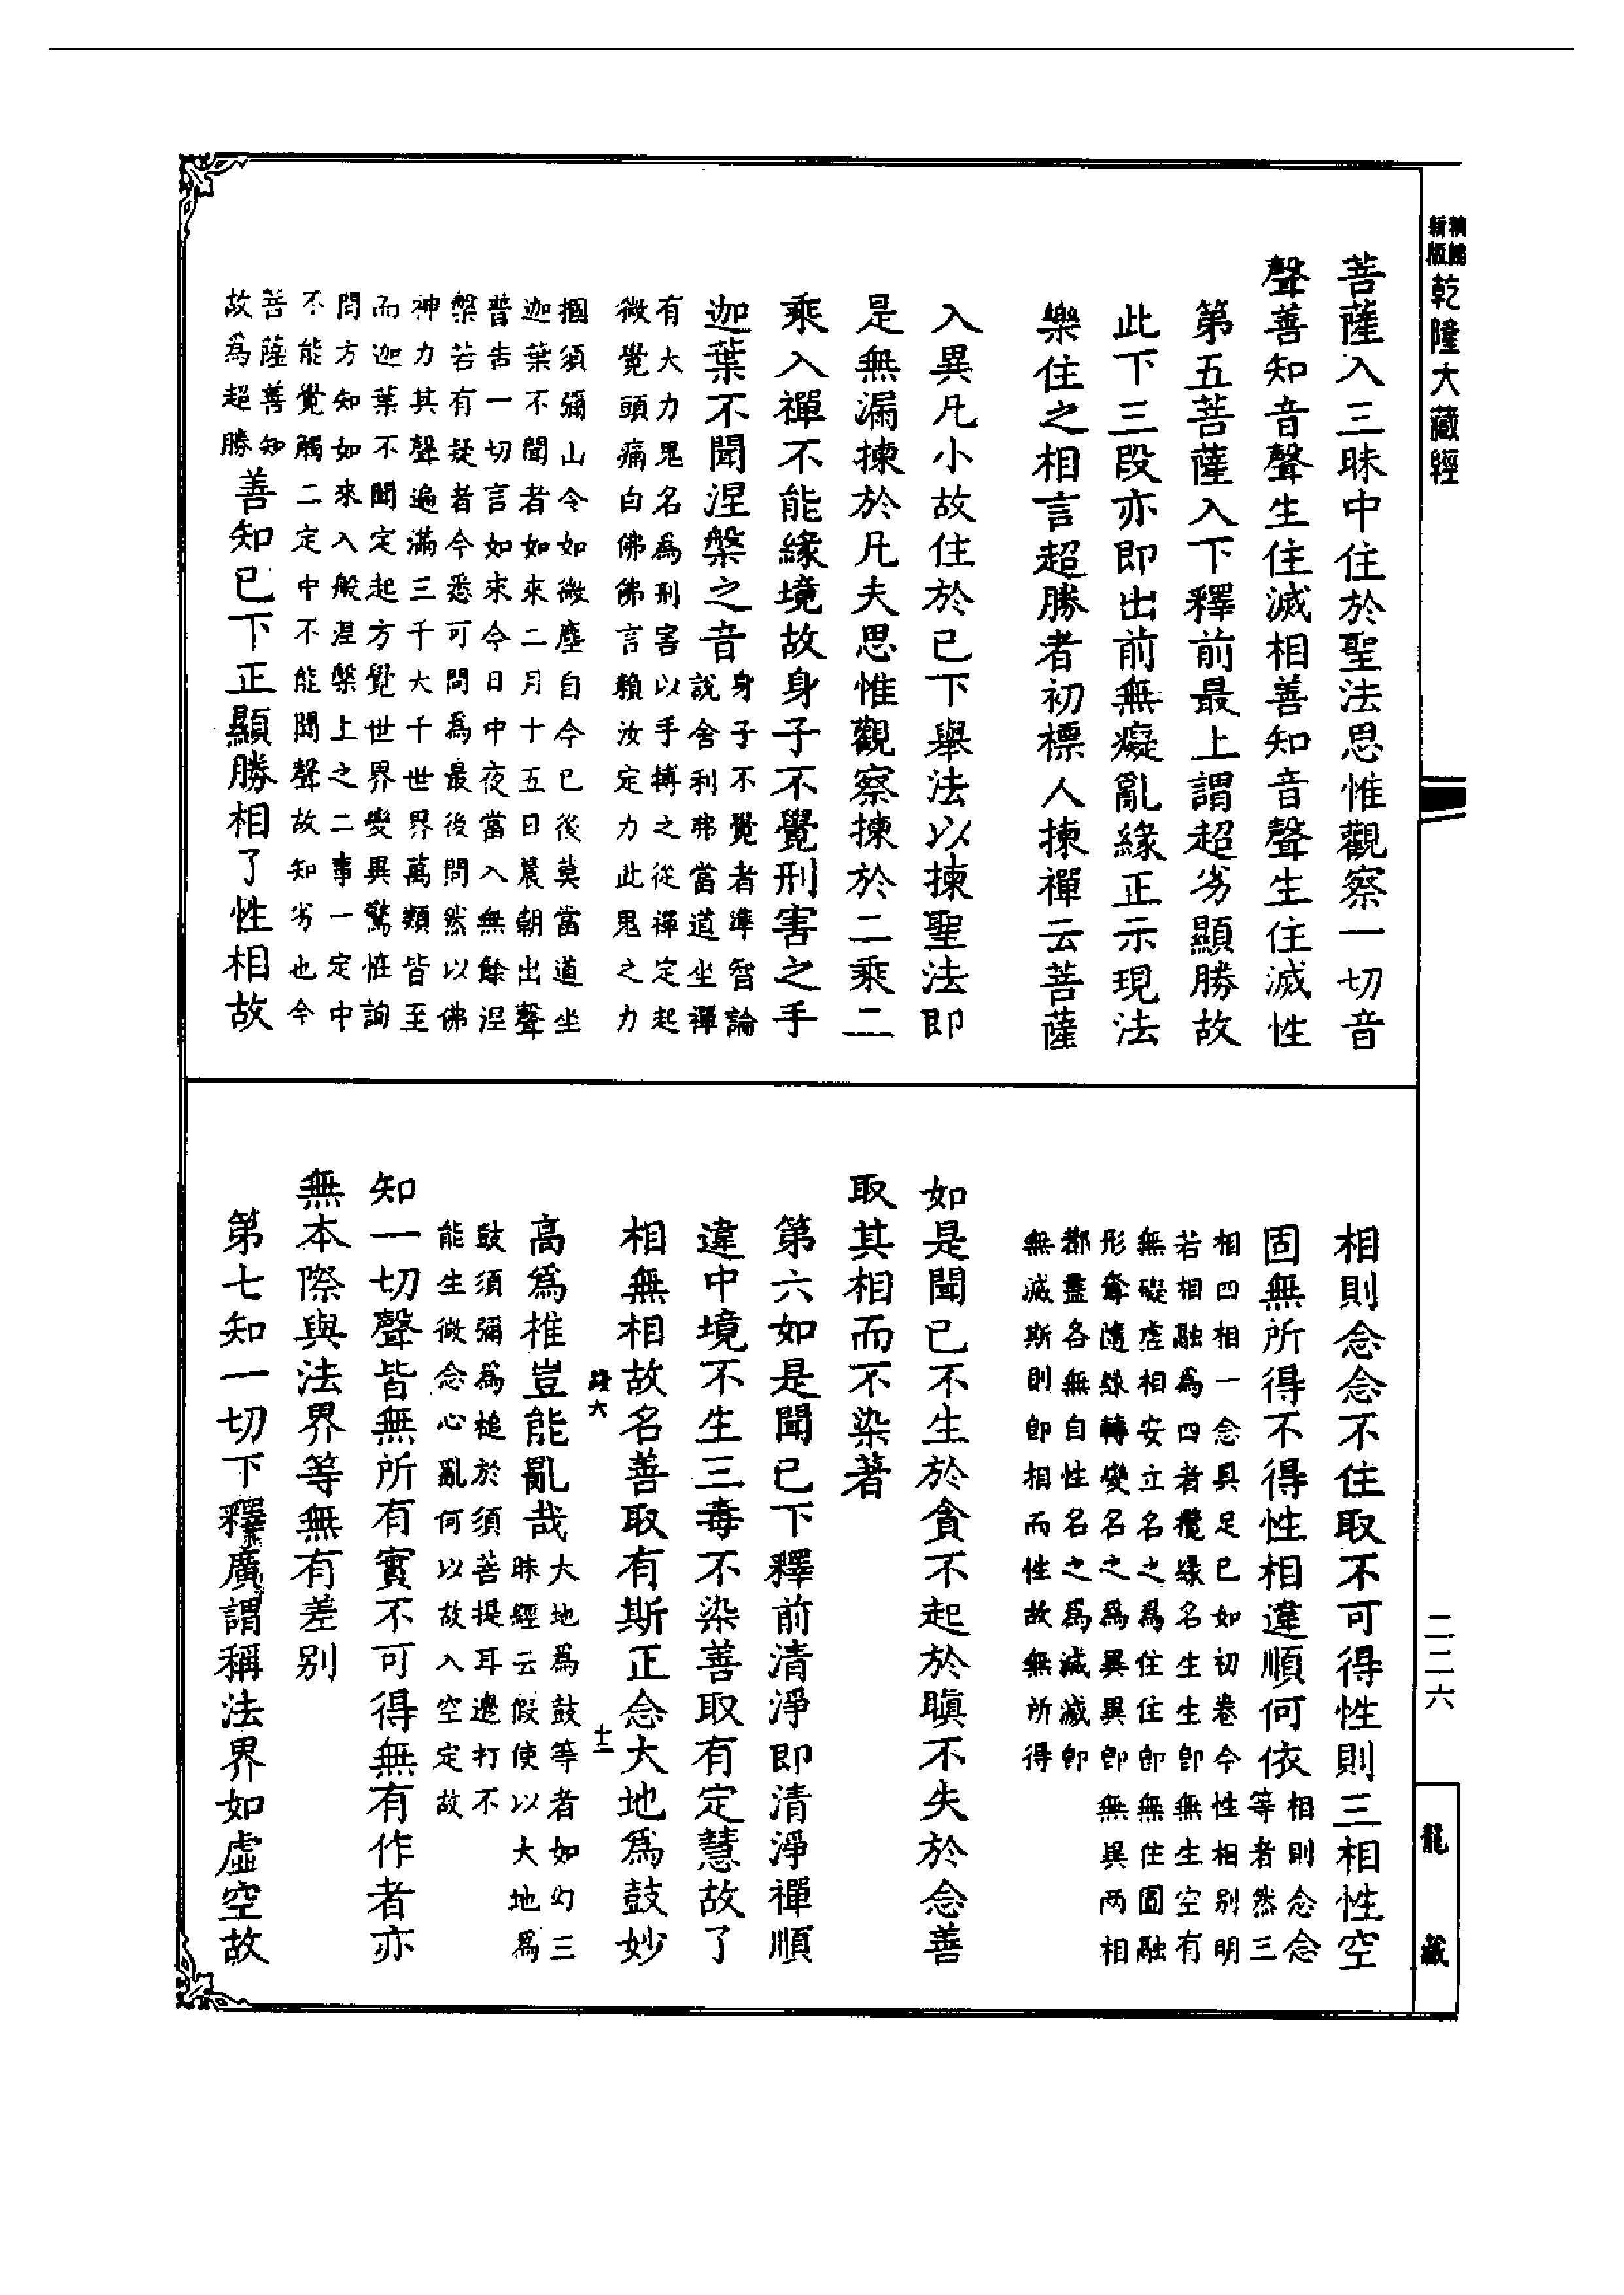 乾隆大藏經
菩薩入三昧中住於聖法思惟觀察一切音
聲善知音聲生住滅相善知音聲生住滅性
第五菩薩入下釋前最上謂超劣顯勝故
此下三段亦即出前無癡亂緣正示現法
樂住之相言超勝者初標人揀禪云菩薩
入異凡小故住於已下舉法以揀聖法即
是無漏揀於凡夫思惟觀察揀於二乘二
乘入禪不能緣境故身子不覺刑害之手
迦葉不聞涅槃之音
身子不覺者準智論
說舍利弗當道坐禪
有大力鬼名為刑害以手搏之從禪定起
微覺頭痛白佛佛言賴汝定力此鬼之力
摑須彌山令如微塵自今已後莫當道坐
迦葉不聞者如來二月十五日晨朝出聲
普告一切言如來今日中夜當入無餘涅
槃若有疑者今悉可問為最後問然以佛
神力其聲遍滿三千大千世界萬類皆至
而迦葉不聞定起方覺世界變異驚怪詢
問方知如來入般涅槃上之二事一定中
不能覺觸二定中不能聞聲故知劣也今
菩薩善知
故為超勝
善知已下正顯勝相了性相故
相則念念不住取不可得性則三相性空
固無所得不得性相違順何依
相則念念
等者然三
相四相一念具足已如初卷今性相別明
若相融為四者攬緣名生生即無生空有
無礙虛相安立名之為住住即無住圓融
形奪隨緣轉變名之為異異即無異兩相
都盡各無自性名之為滅滅即
無滅斯則即相而性故無所得
如是聞已不生於貪不起於瞋不失於念善
取其相而不染著
第六如是聞已下釋前清淨即清淨禪順
違中境不生三毒不染善取有定慧故了
相無相故名善取有斯正念大地為鼓妙
高為椎豈能亂哉
大地為鼓等者如幻三
昧經云假使以大地為
鼓須彌為槌於須菩提耳邊打不
能生微念心亂何以故入空定故
知一切聲皆無所有實不可得無有作者亦
無本際與法界等無有差別
第七知一切下釋廣謂稱法界如虛空故
二二六
龍藏